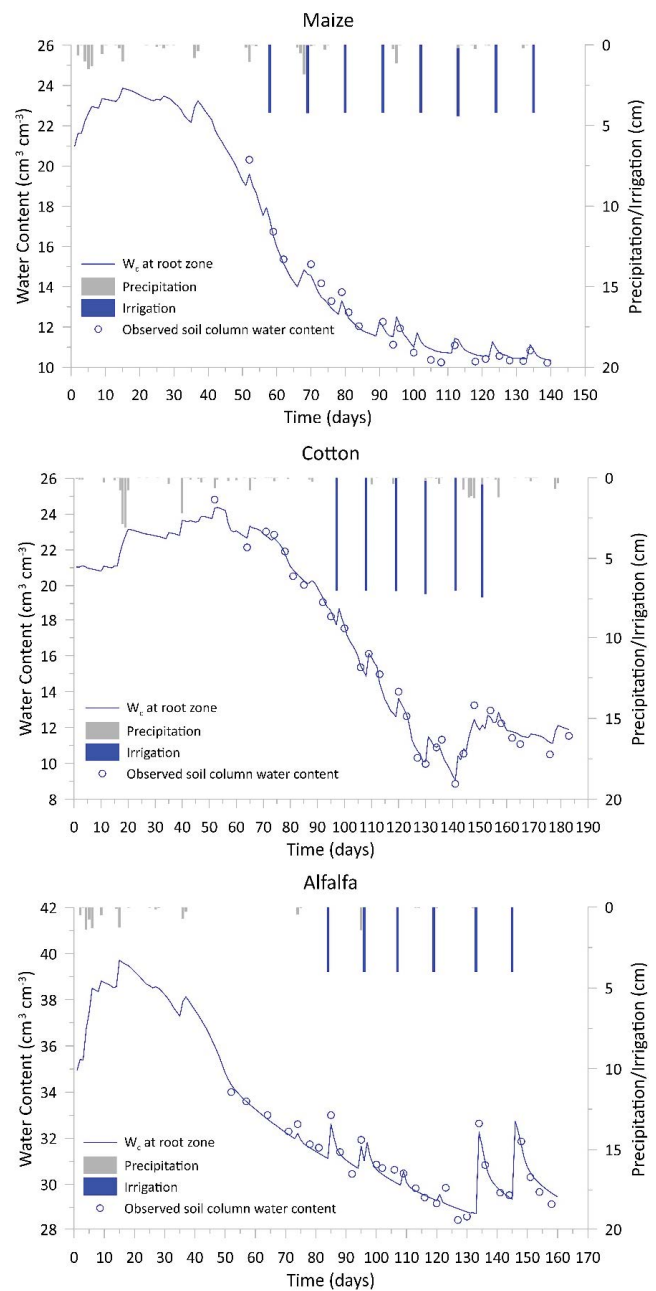 Maize
26 24 22 20 18 16 14 12 10
Water Content (cm³ cm⁻³)
0 5 10 15 20
Precipitation/Irrigation (cm)
W_c at root zone
Precipitation
Irrigation
Observed soil column water content
0 10 20 30 40 50 60 70 80 90 100 110 120 130 140 150
Time (days)
Cotton
26 24 22 20 18 16 14 12 10 8
Water Content (cm³ cm⁻³)
0 5 10 15 20
Precipitation/Irrigation (cm)
W_c at root zone
Precipitation
Irrigation
Observed soil column water content
0 10 20 30 40 50 60 70 80 90 100 110 120 130 140 150 160 170 180 190
Time (days)
Alfalfa
42 40 38 36 34 32 30 28
Water Content (cm³ cm⁻³)
0 5 10 15 20
Precipitation/Irrigation (cm)
W_c at root zone
Precipitation
Irrigation
Observed soil column water content
0 10 20 30 40 50 60 70 80 90 100 110 120 130 140 150 160 170
Time (days)